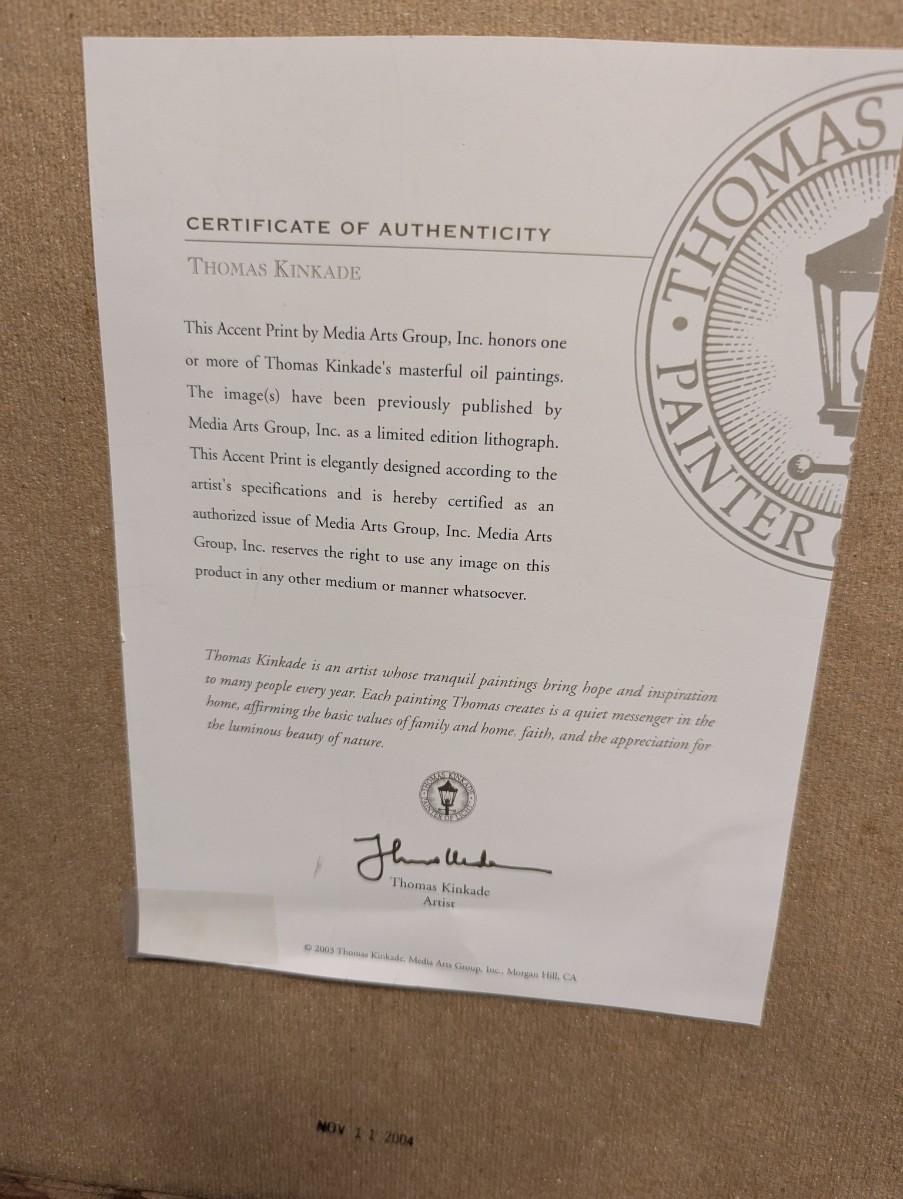 CERTIFICATE OF AUTHENTICITY
THOMAS KINKADE
This Accent Print by Media Arts Group, Inc. honors one
or more of Thomas Kinkade's masterful oil paintings.
The image(s) have been previously published by
Media Arts Group, Inc. as a limited edition lithograph.
This Accent Print is elegantly designed according to the
artist's specifications and is hereby certified as an
authorized issue of Media Arts Group, Inc. Media Arts
Group, Inc. reserves the right to use any image on this
product in any other medium or manner whatsoever.
THOMAS
• PAINTER
Thomas Kinkade is an artist whose tranquil paintings bring hope and inspiration
to many people every year. Each painting Thomas creates is a quiet messenger in the
home, affirming the basic values of family and home, faith, and the appreciation for
the luminous beauty of nature.
THOMAS KINKADE
PAINTER OF LIGHT
Thomas Kinkade
Artist
© 2003 Thomas Kinkade, Media Arts Group, Inc., Morgan Hill, CA
NOV 11 2004